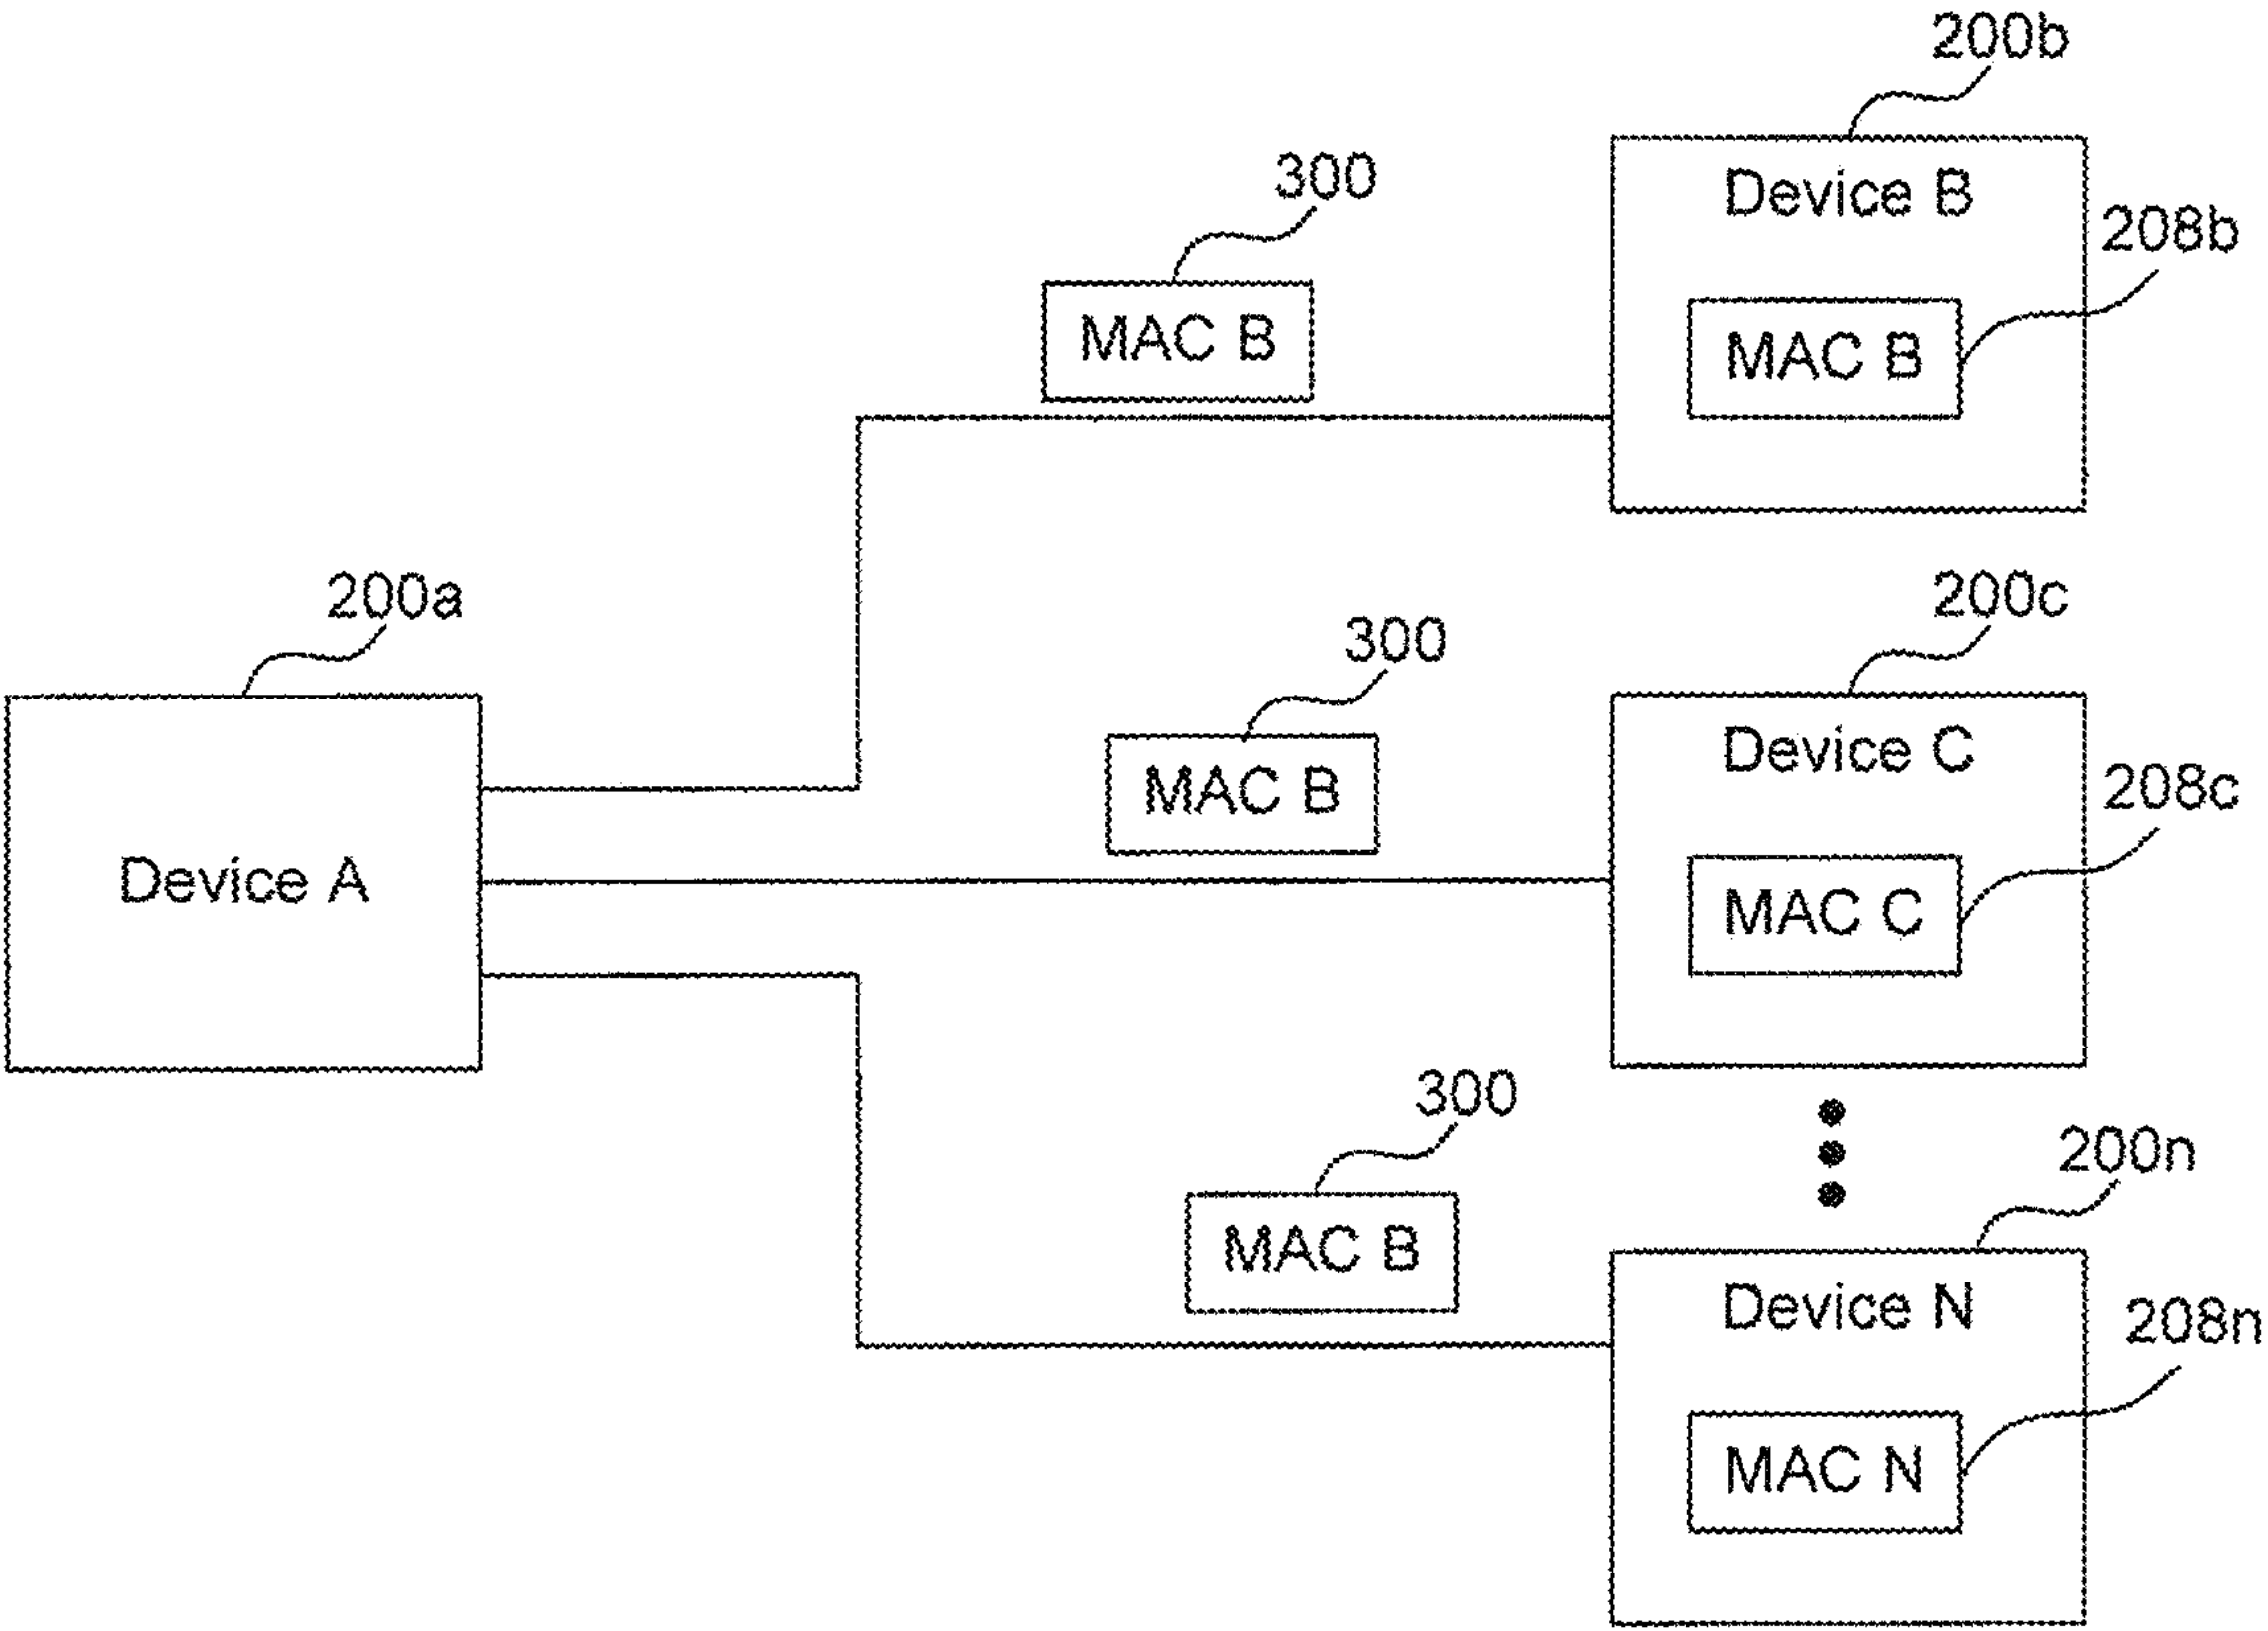 200b
300
Device B
208b
MAC B
MAC B
200a
200c
300
Device C
MAC B
208c
Device A
MAC C
300
200n
MAC B
Device N
208n
MAC N